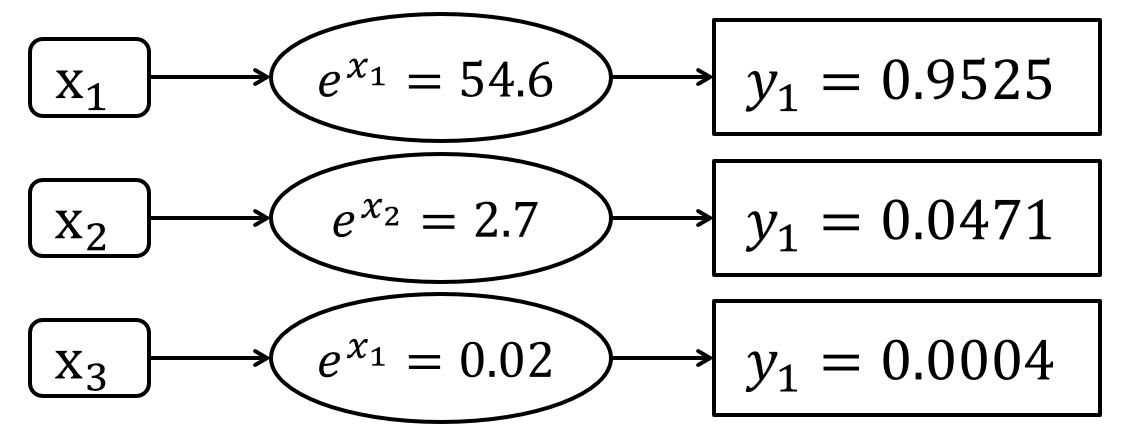 x₁ e^{x₁} = 54.6 y₁ = 0.9525
x₂ e^{x₂} = 2.7 y₁ = 0.0471
x₃ e^{x₁} = 0.02 y₁ = 0.0004